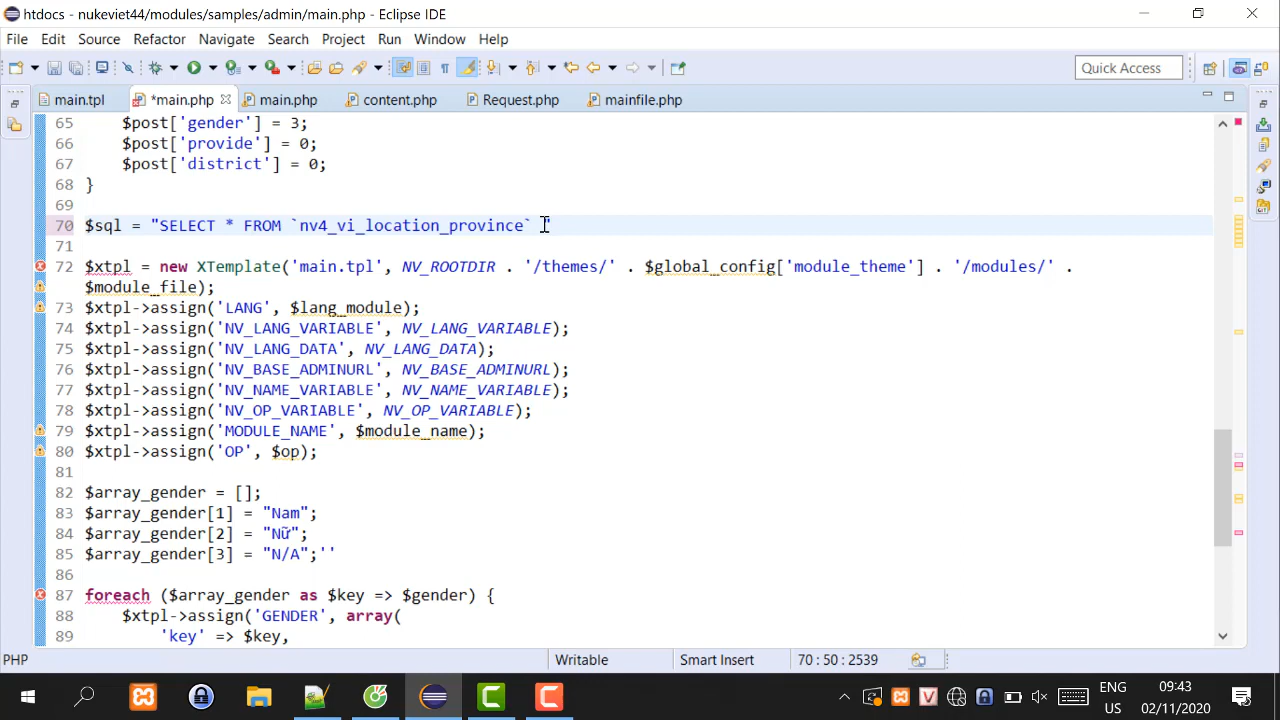 htdocs - nukeviet44/modules/samples/admin/main.php - Eclipse IDE
File Edit Source Refactor Navigate Search Project Run Window Help
Quick Access
main.tpl *main.php main.php content.php Request.php mainfile.php
65 $post['gender'] = 3;
66 $post['provide'] = 0;
67 $post['district'] = 0;
68 }
69
70 $sql = "SELECT * FROM `nv4_vi_location_province` "
71
72 $xtpl = new XTemplate('main.tpl', NV_ROOTDIR . '/themes/' . $global_config['module_theme'] . '/modules/' .
$module_file);
73 $xtpl->assign('LANG', $lang_module);
74 $xtpl->assign('NV_LANG_VARIABLE', NV_LANG_VARIABLE);
75 $xtpl->assign('NV_LANG_DATA', NV_LANG_DATA);
76 $xtpl->assign('NV_BASE_ADMINURL', NV_BASE_ADMINURL);
77 $xtpl->assign('NV_NAME_VARIABLE', NV_NAME_VARIABLE);
78 $xtpl->assign('NV_OP_VARIABLE', NV_OP_VARIABLE);
79 $xtpl->assign('MODULE_NAME', $module_name);
80 $xtpl->assign('OP', $op);
81
82 $array_gender = [];
83 $array_gender[1] = "Nam";
84 $array_gender[2] = "Nữ";
85 $array_gender[3] = "N/A";''
86
87 foreach ($array_gender as $key => $gender) {
88 $xtpl->assign('GENDER', array(
89 'key' => $key,
PHP Writable Smart Insert 70 : 50 : 2539
ENG 09:43
US 02/11/2020